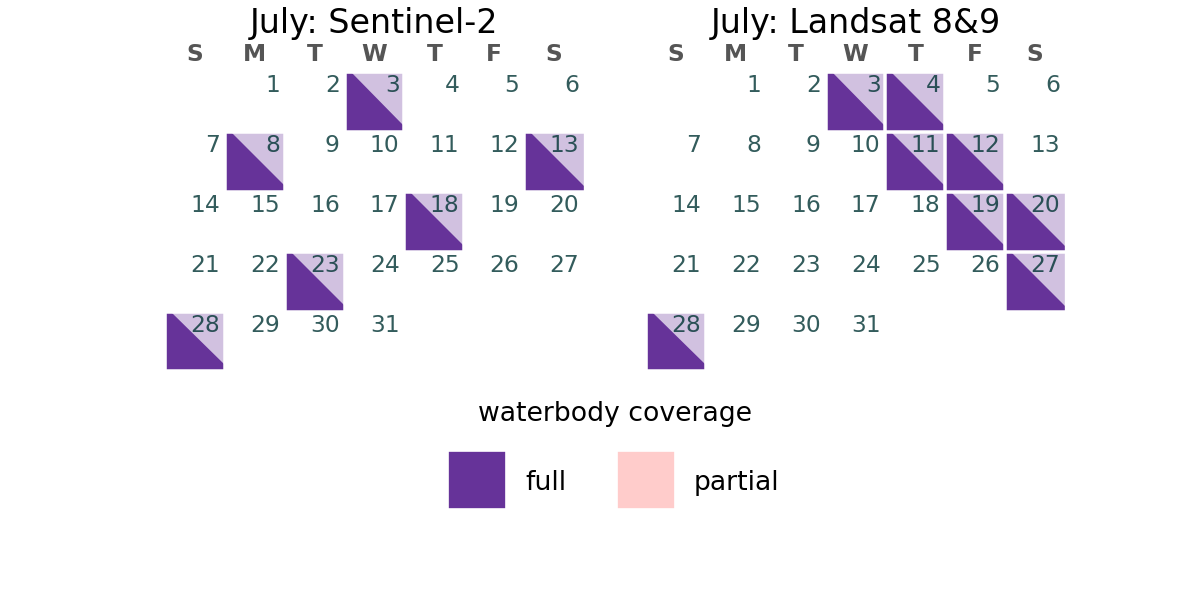 July: Sentinel-2
S M T W T F S
1 2 3 4 5 6
7 8 9 10 11 12 13
14 15 16 17 18 19 20
21 22 23 24 25 26 27
28 29 30 31
July: Landsat 8&9
S M T W T F S
1 2 3 4 5 6
7 8 9 10 11 12 13
14 15 16 17 18 19 20
21 22 23 24 25 26 27
28 29 30 31
waterbody coverage
full partial